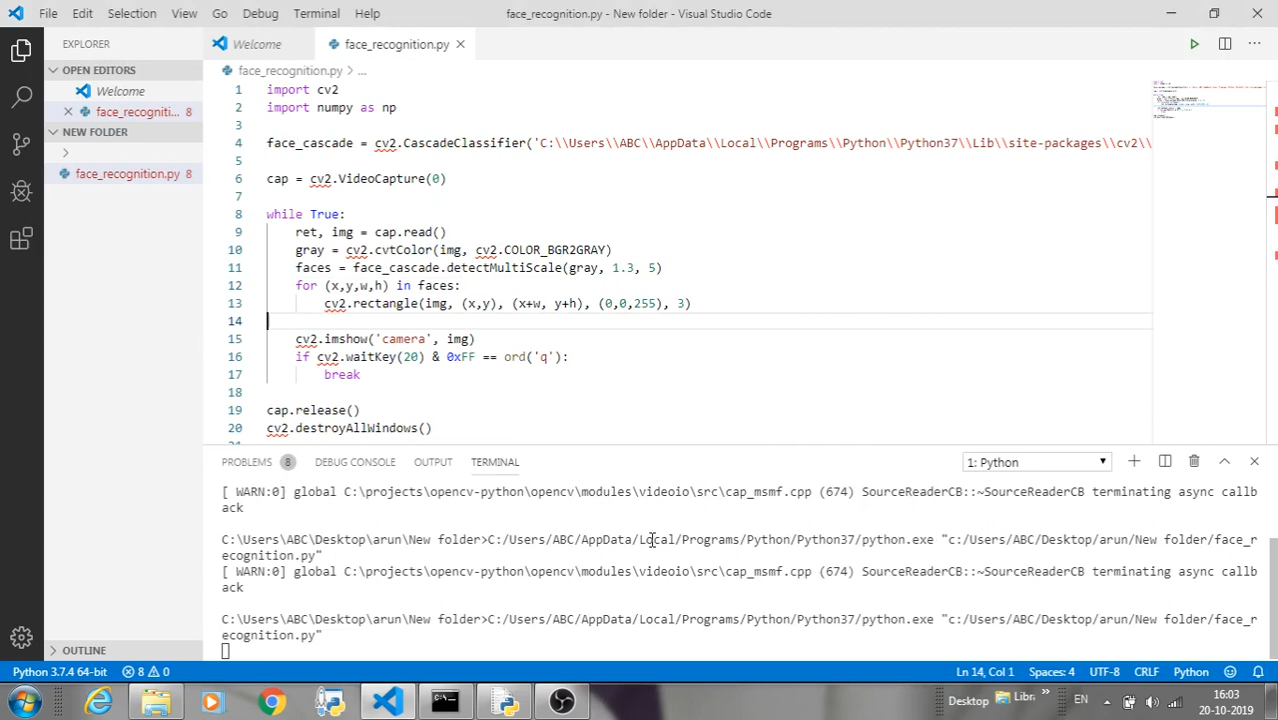 File Edit Selection View Go Debug Terminal Help face_recognition.py - New folder - Visual Studio Code
EXPLORER
Welcome face_recognition.py
OPEN EDITORS
Welcome
face_recogniti... 8
NEW FOLDER
face_recognition.py 8
OUTLINE
face_recognition.py > ...
1 import cv2
2 import numpy as np
3
4 face_cascade = cv2.CascadeClassifier('C:\\Users\\ABC\\AppData\\Local\\Programs\\Python\\Python37\\Lib\\site-packages\\cv2\\
5
6 cap = cv2.VideoCapture(0)
7
8 while True:
9 ret, img = cap.read()
10 gray = cv2.cvtColor(img, cv2.COLOR_BGR2GRAY)
11 faces = face_cascade.detectMultiScale(gray, 1.3, 5)
12 for (x,y,w,h) in faces:
13 cv2.rectangle(img, (x,y), (x+w, y+h), (0,0,255), 3)
14
15 cv2.imshow('camera', img)
16 if cv2.waitKey(20) & 0xFF == ord('q'):
17 break
18
19 cap.release()
20 cv2.destroyAllWindows()
PROBLEMS 8 DEBUG CONSOLE OUTPUT TERMINAL 1: Python
[ WARN:0] global C:\projects\opencv-python\opencv\modules\videoio\src\cap_msmf.cpp (674) SourceReaderCB::~SourceReaderCB terminating async callb
ack
C:\Users\ABC\Desktop\arun\New folder>C:/Users/ABC/AppData/Local/Programs/Python/Python37/python.exe "c:/Users/ABC/Desktop/arun/New folder/face_r
ecognition.py"
[ WARN:0] global C:\projects\opencv-python\opencv\modules\videoio\src\cap_msmf.cpp (674) SourceReaderCB::~SourceReaderCB terminating async callb
ack
C:\Users\ABC\Desktop\arun\New folder>C:/Users/ABC/AppData/Local/Programs/Python/Python37/python.exe "c:/Users/ABC/Desktop/arun/New folder/face_r
ecognition.py"
Python 3.7.4 64-bit 8 0 Ln 14, Col 1 Spaces: 4 UTF-8 CRLF Python
Desktop Libr » EN 16:03
20-10-2019